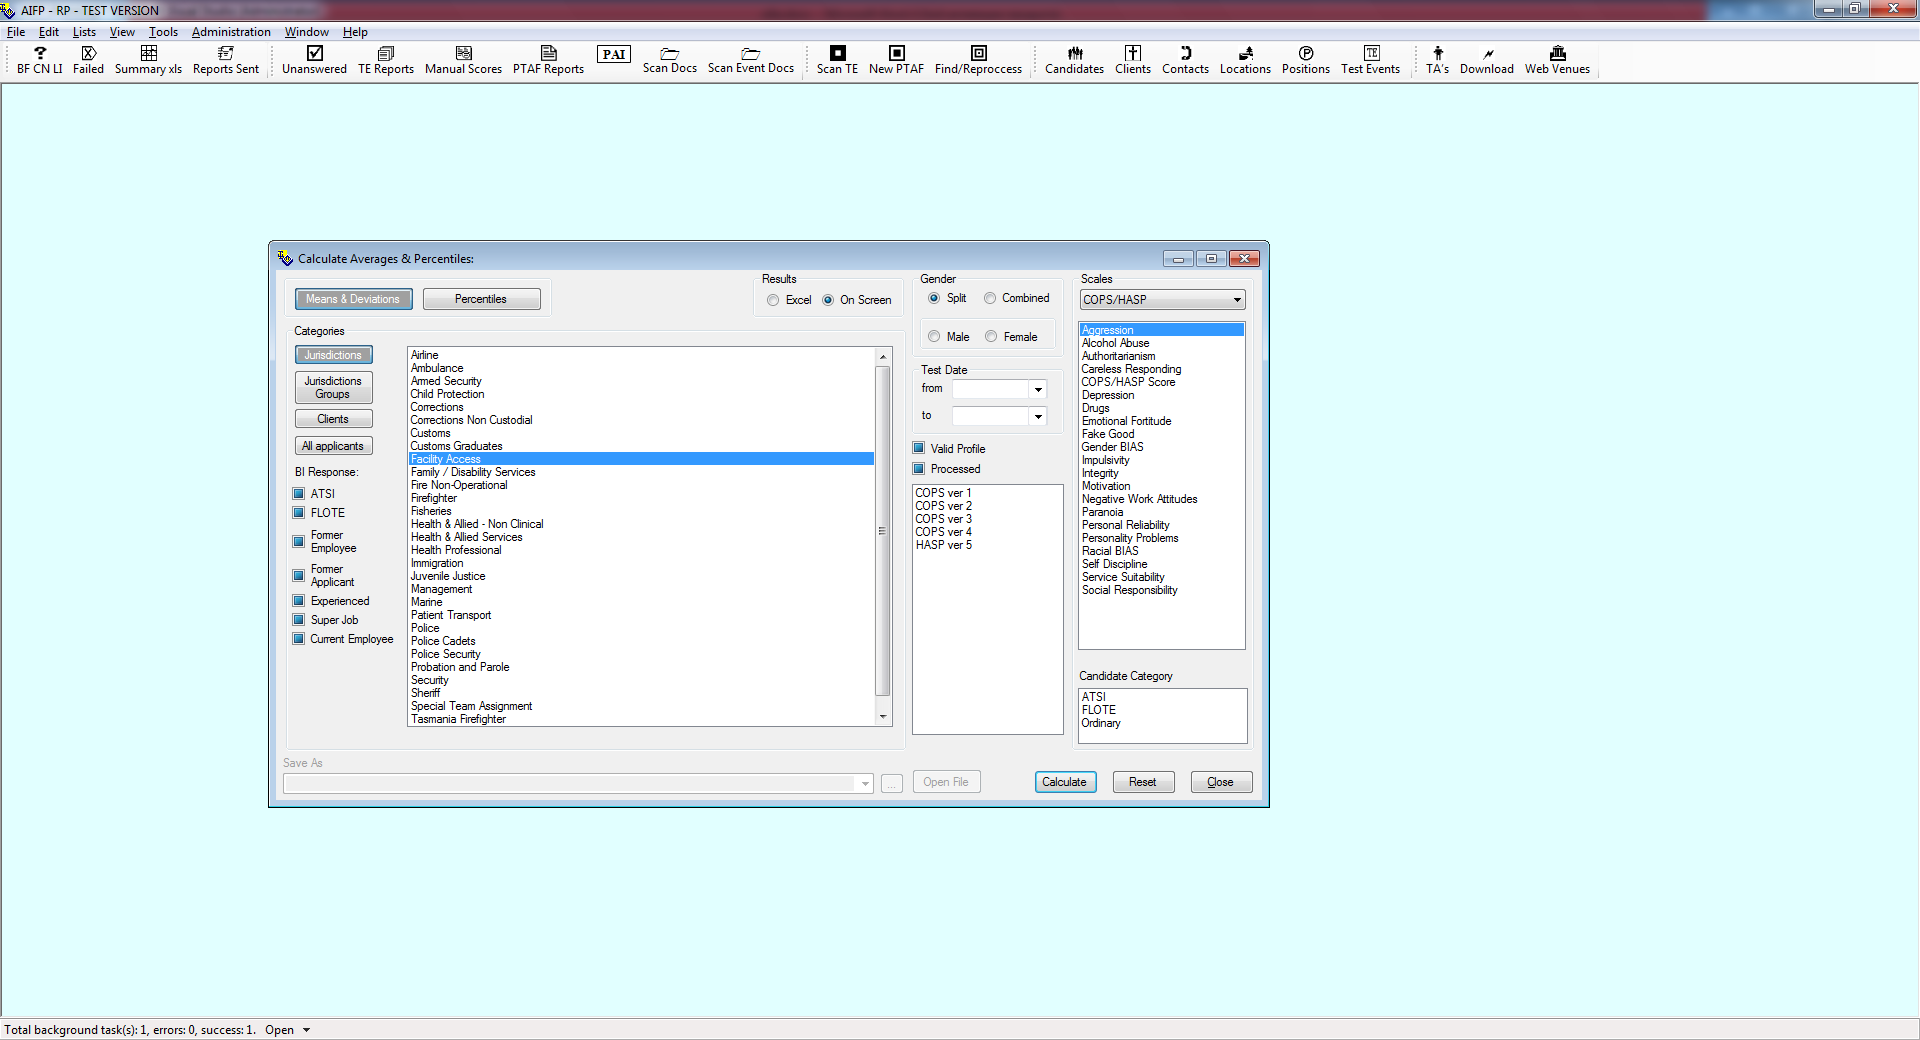 AIFP - RP - TEST VERSION
File Edit Lists View Tools Administration Window Help
BF CN LI Failed Summary xls Reports Sent Unanswered TE Reports Manual Scores PTAF Reports PAI Scan Docs Scan Event Docs Scan TE New PTAF Find/Reproccess Candidates Clients Contacts Locations Positions Test Events TA's Download Web Venues
Calculate Averages & Percentiles:
Means & Deviations
Percentiles
Results
Excel
On Screen
Categories
Jurisdictions
Jurisdictions
Groups
Clients
All applicants
BI Response:
ATSI
FLOTE
Former
Employee
Former
Applicant
Experienced
Super Job
Current Employee
Airline
Ambulance
Armed Security
Child Protection
Corrections
Corrections Non Custodial
Customs
Customs Graduates
Facility Access
Family / Disability Services
Fire Non-Operational
Firefighter
Fisheries
Health & Allied - Non Clinical
Health & Allied Services
Health Professional
Immigration
Juvenile Justice
Management
Marine
Patient Transport
Police
Police Cadets
Police Security
Probation and Parole
Security
Sheriff
Special Team Assignment
Tasmania Firefighter
Gender
Split
Combined
Male
Female
Test Date
from
to
Valid Profile
Processed
COPS ver 1
COPS ver 2
COPS ver 3
COPS ver 4
HASP ver 5
Scales
COPS/HASP
Aggression
Alcohol Abuse
Authoritarianism
Careless Responding
COPS/HASP Score
Depression
Drugs
Emotional Fortitude
Fake Good
Gender BIAS
Impulsivity
Integrity
Motivation
Negative Work Attitudes
Paranoia
Personal Reliability
Personality Problems
Racial BIAS
Self Discipline
Service Suitability
Social Responsibility
Candidate Category
ATSI
FLOTE
Ordinary
Save As
...
Open File
Calculate
Reset
Close
Total background task(s): 1, errors: 0, success: 1. Open